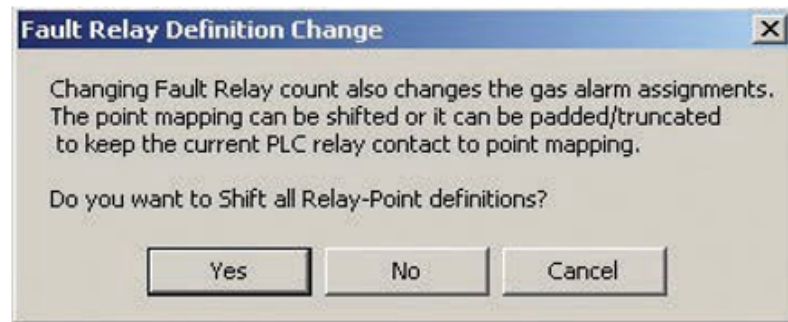 Fault Relay Definition Change
Changing Fault Relay count also changes the gas alarm assignments.
The point mapping can be shifted or it can be padded/truncated
to keep the current PLC relay contact to point mapping.
Do you want to Shift all Relay-Point definitions?
Yes No Cancel